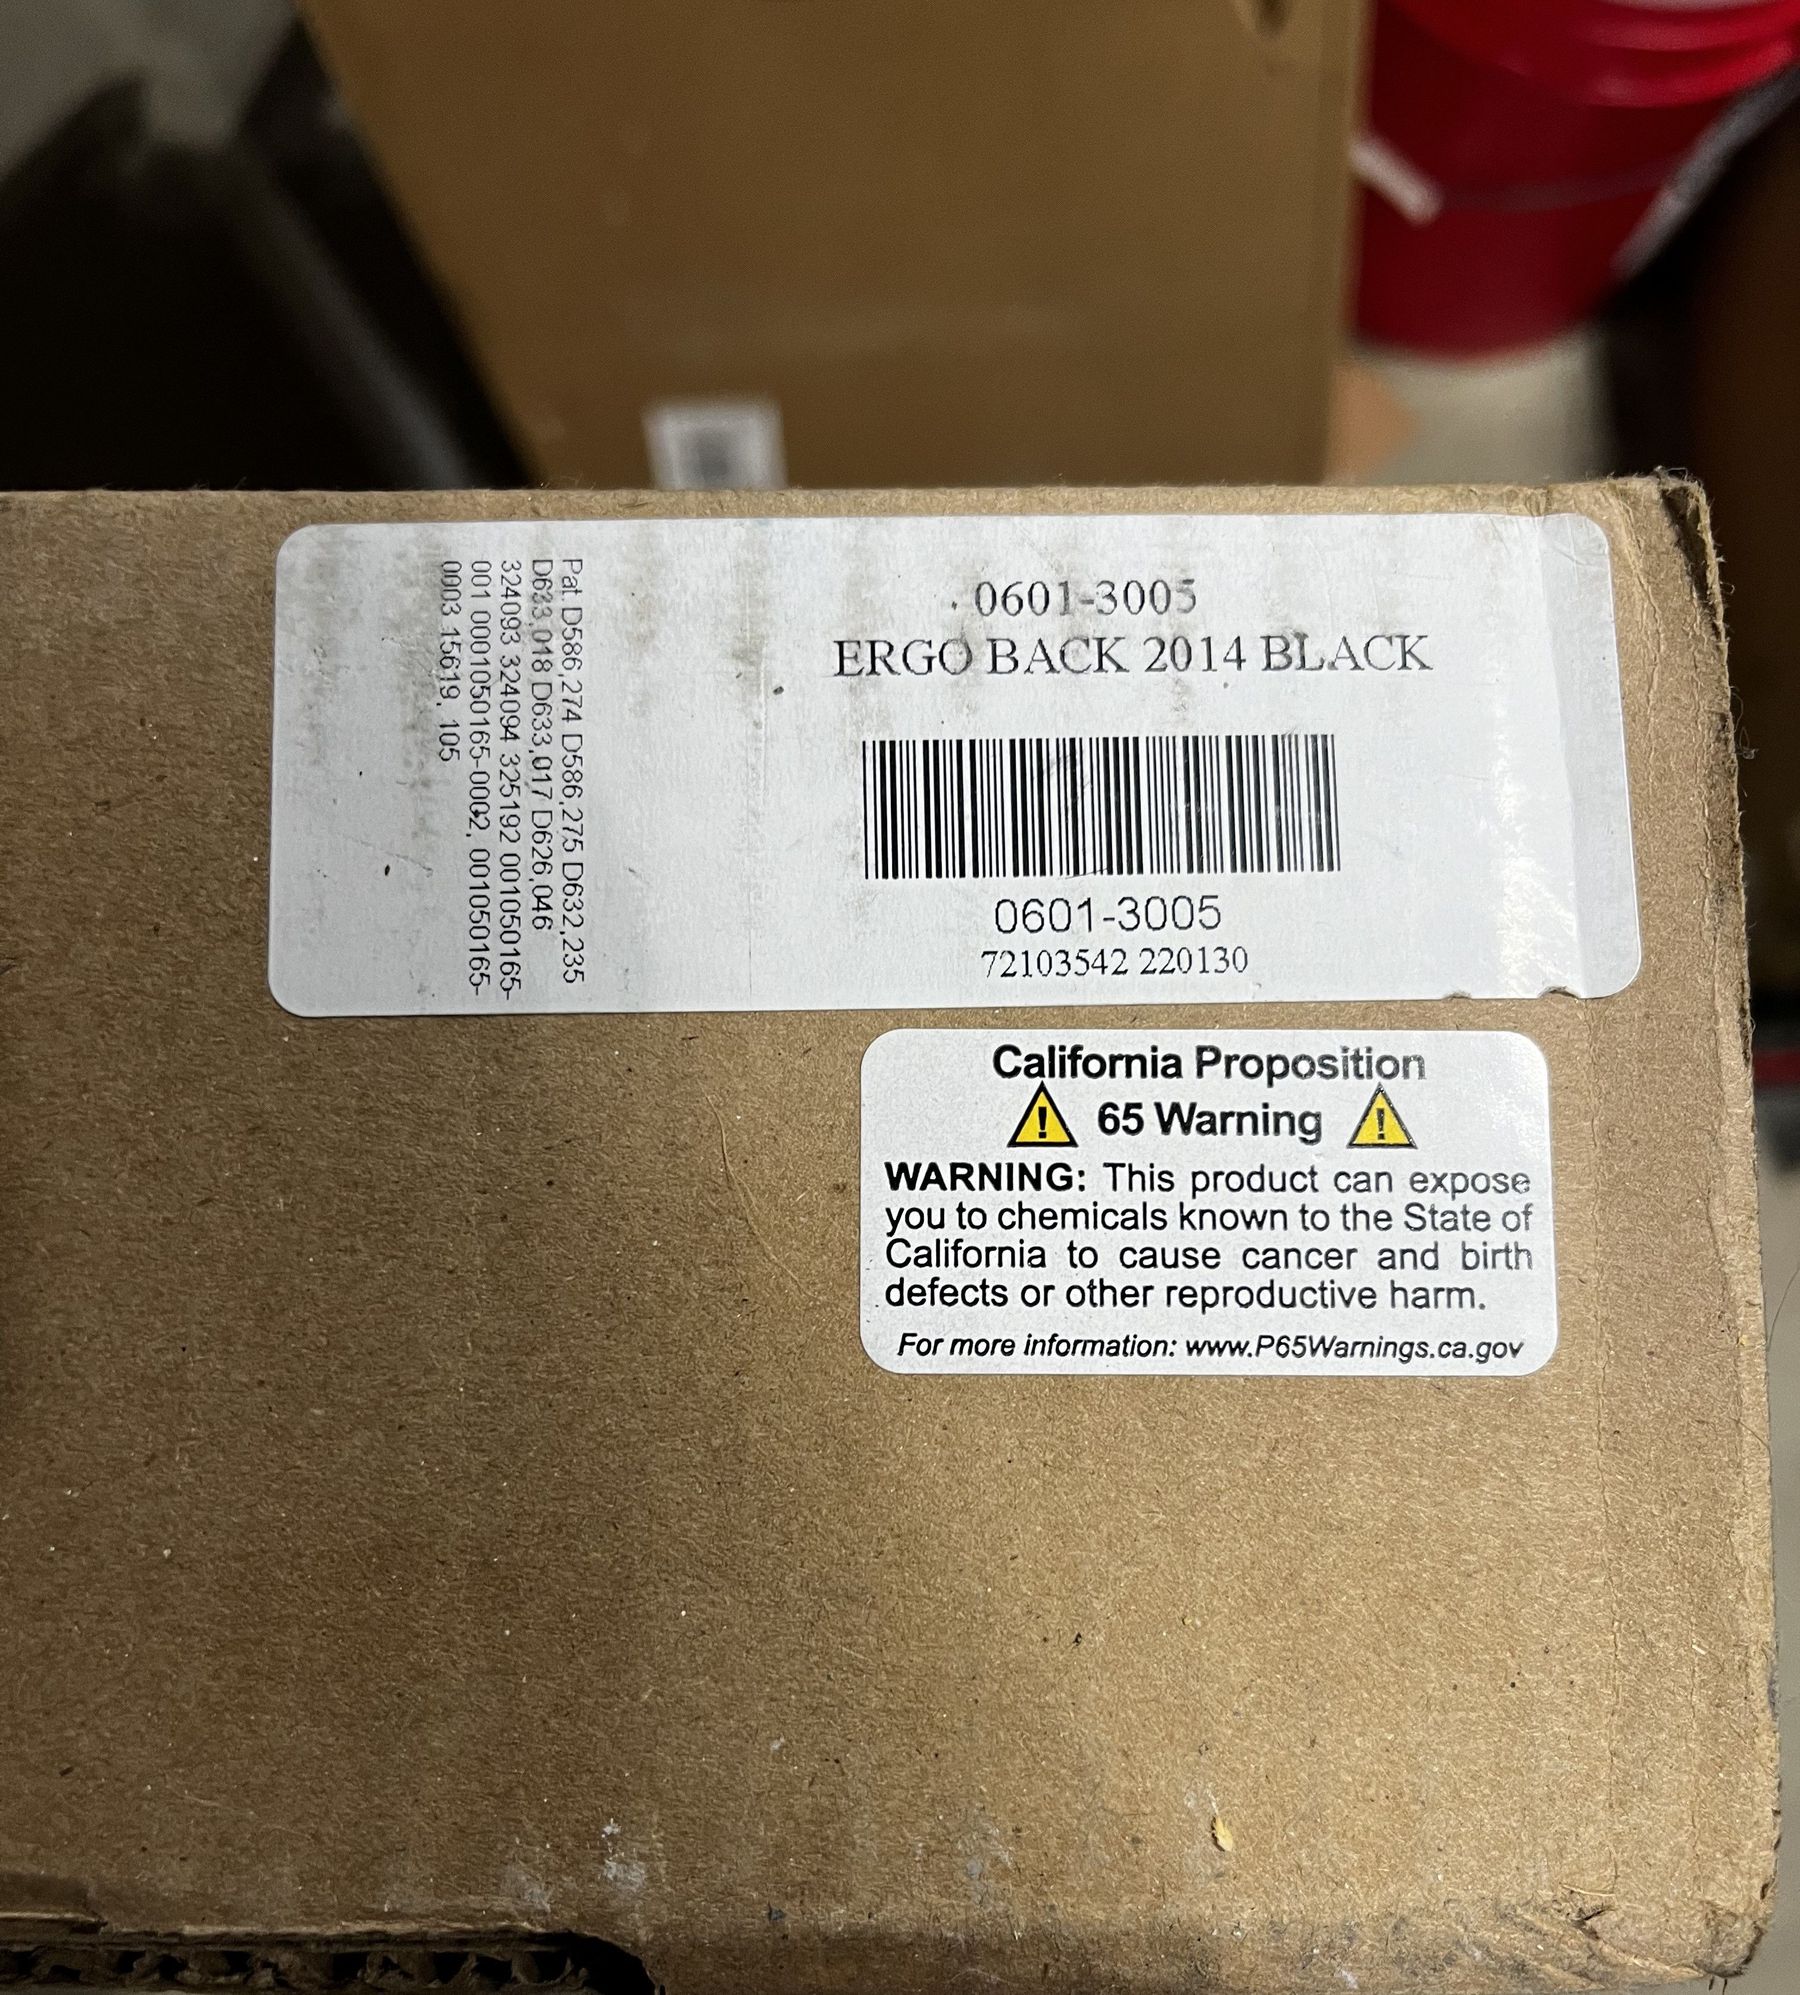 0601-3005
ERGO BACK 2014 BLACK
0601-3005
72103542 220130
Pat D586,274 D586,275 D632,235
D633,018 D633,017 D626,046
324093 324094 325192 001050165-
001 0001050165-0002, 001050165-
0003 15619, 105
California Proposition
65 Warning
WARNING: This product can expose
you to chemicals known to the State of
California to cause cancer and birth
defects or other reproductive harm.
For more information: www.P65Warnings.ca.gov